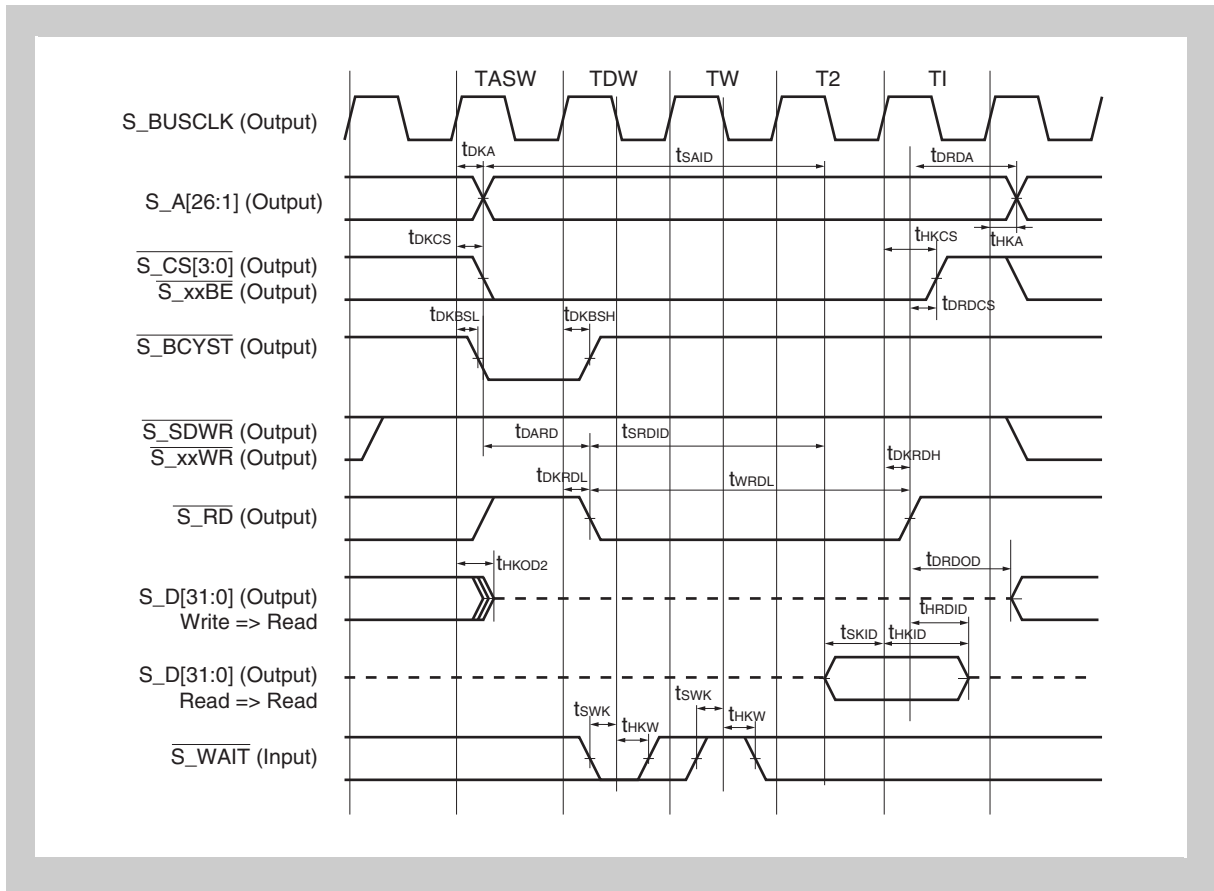 TASW TDW TW T2 TI
S_BUSCLK (Output)
tDKA tSAID tDRDA
S_A[26:1] (Output)
tDKCS tHKCS tHKA
S_CS[3:0] (Output)
S_xxBE (Output)
tDRDCS
tDKBSL tDKBSH
S_BCYST (Output)
S_SDWR (Output)
tDARD tSRDID
S_xxWR (Output)
tDKRDL tWRDL tDKRDH
S_RD (Output)
tHKOD2 tDRDOD
S_D[31:0] (Output)
Write => Read
tHRDID
tSKID tHKID
S_D[31:0] (Output)
Read => Read
tSWK tHKW tSWK tHKW
S_WAIT (Input)